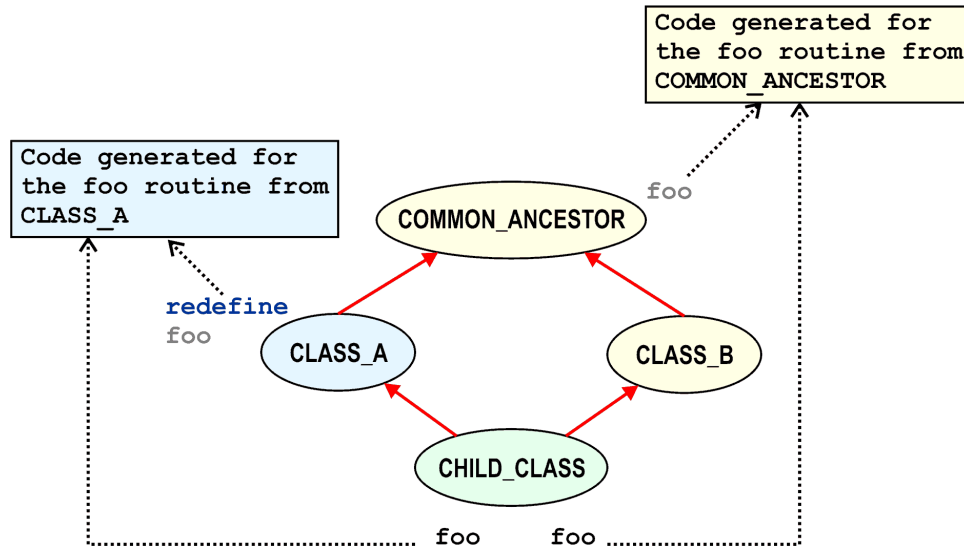 Code generated for
the foo routine from
COMMON_ANCESTOR
Code generated for
the foo routine from
CLASS_A
foo
COMMON_ANCESTOR
redefine
foo
CLASS_A
CLASS_B
CHILD_CLASS
foo foo